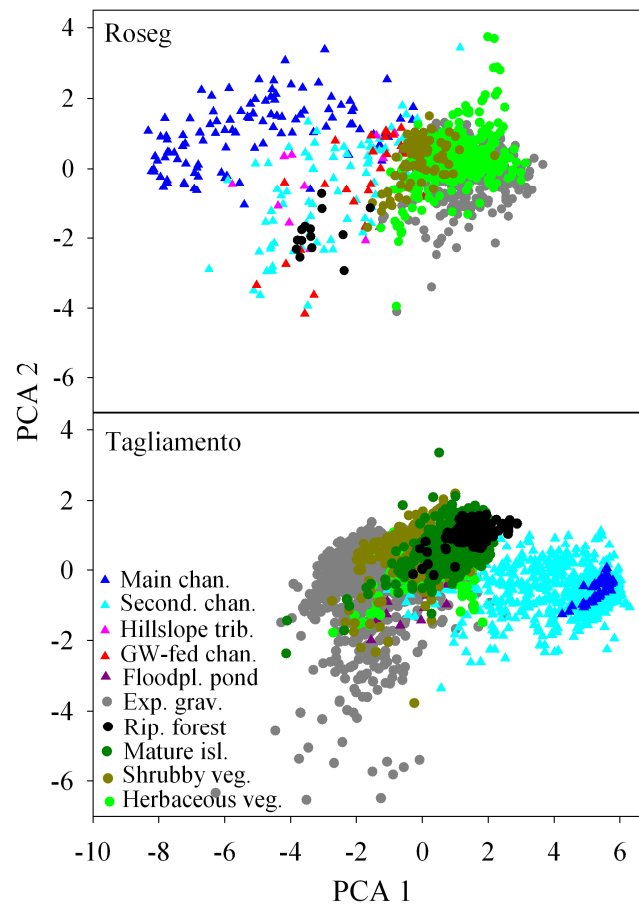 4
Roseg
2
0
-2
-4
-6
PCA 2
4
Tagliamento
2
0
-2
-4
-6
Main chan.
Second. chan.
Hillslope trib.
GW-fed chan.
Floodpl. pond
Exp. grav.
Rip. forest
Mature isl.
Shrubby veg.
Herbaceous veg.
-10 -8 -6 -4 -2 0 2 4 6
PCA 1